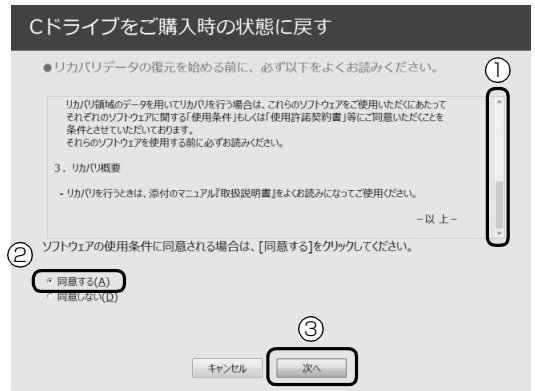 Cドライブをご購入時の状態に戻す
●リカバリデータの復元を始める前に、必ず以下をよくお読みください。
①
リカバリ領域のデータを用いてリカバリを行う場合は、これらのソフトウェアをご使用いただくにあたって
それぞれのソフトウェアに関する「使用条件」もしくは「使用許諾契約書」等にご同意いただくことを
条件とさせていただいております。
それらのソフトウェアを使用する前に必ずお読みください。
3. リカバリ概要
- リカバリを行うときは、添付のマニュアル『取扱説明書』をよくお読みになってご使用ください。
-以 上-
ソフトウェアの使用条件に同意される場合は、[同意する]をクリックしてください。
②
同意する(A)
同意しない(D)
③
キャンセル
次へ